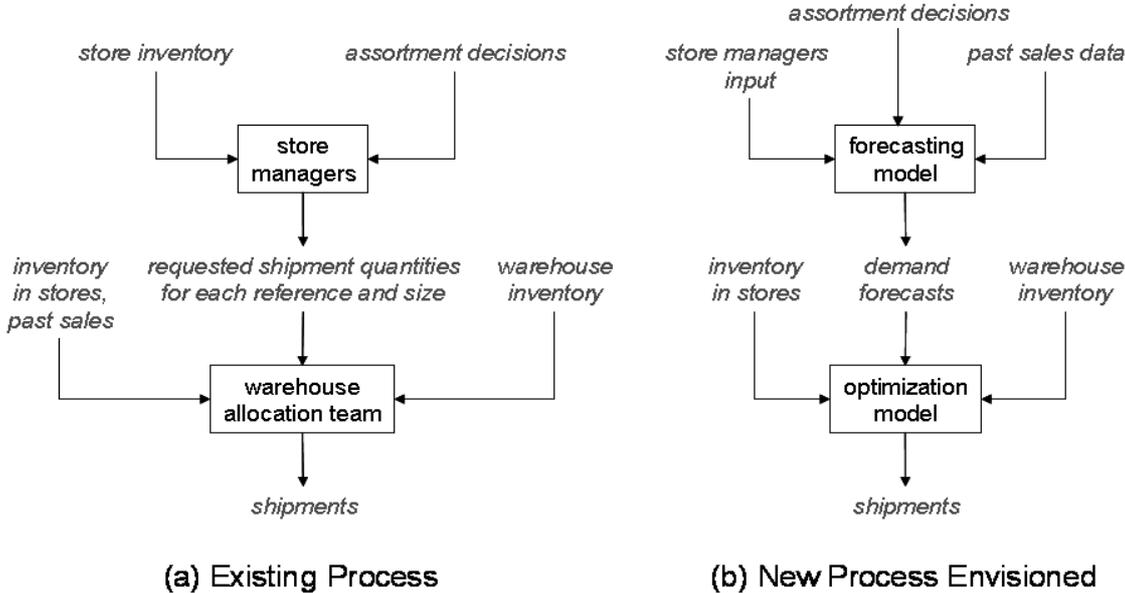 store inventory
assortment decisions
store
managers
inventory
in stores,
past sales
requested shipment quantities
for each reference and size
warehouse
inventory
warehouse
allocation team
shipments
(a) Existing Process
assortment decisions
store managers
input
past sales data
forecasting
model
inventory
in stores
demand
forecasts
warehouse
inventory
optimization
model
shipments
(b) New Process Envisioned